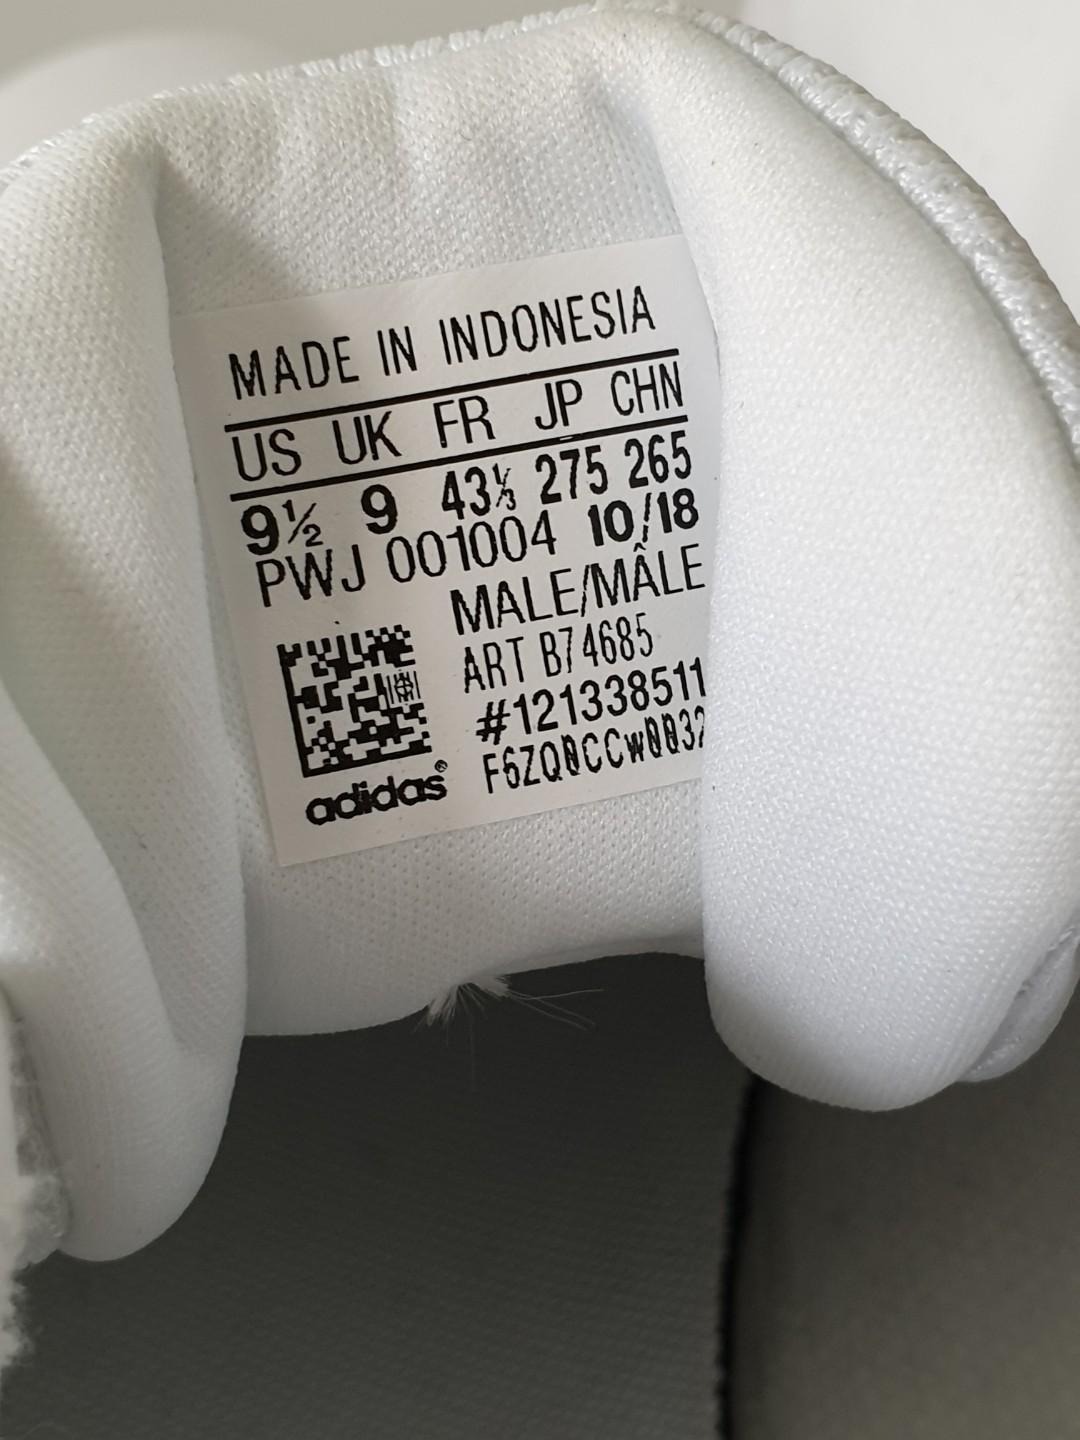 MADE IN INDONESIA
US UK FR JP CHN
9½ 9 43⅓ 275 265
PWJ 001004 10/18
MALE/MÂLE
ART B74685
#121338511
F6ZQ0CCw0032
adidas®